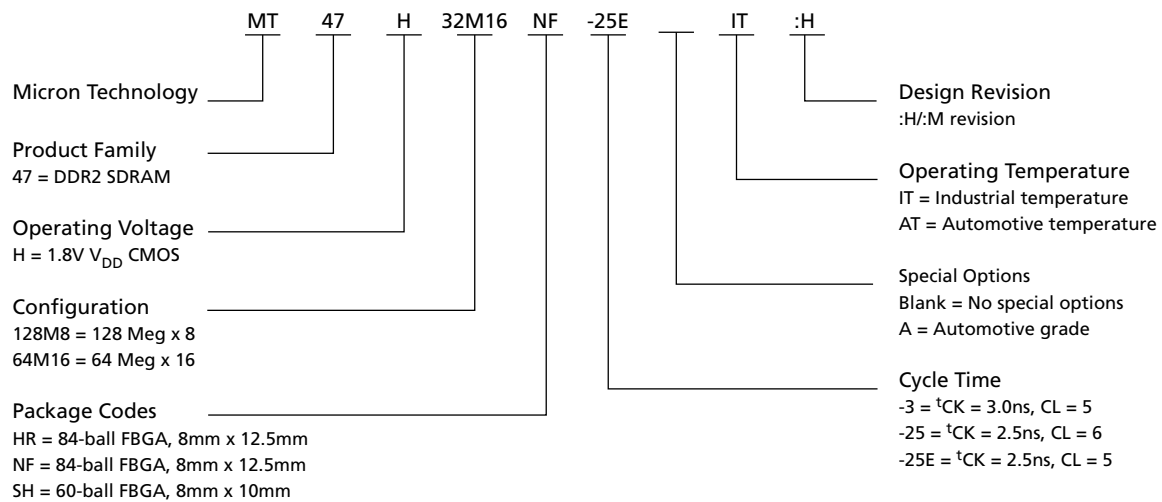 MT 47 H 32M16 NF -25E IT :H
Micron Technology
Product Family
47 = DDR2 SDRAM
Operating Voltage
H = 1.8V VDD CMOS
Configuration
128M8 = 128 Meg x 8
64M16 = 64 Meg x 16
Package Codes
HR = 84-ball FBGA, 8mm x 12.5mm
NF = 84-ball FBGA, 8mm x 12.5mm
SH = 60-ball FBGA, 8mm x 10mm
Design Revision
:H/:M revision
Operating Temperature
IT = Industrial temperature
AT = Automotive temperature
Special Options
Blank = No special options
A = Automotive grade
Cycle Time
-3 = tCK = 3.0ns, CL = 5
-25 = tCK = 2.5ns, CL = 6
-25E = tCK = 2.5ns, CL = 5